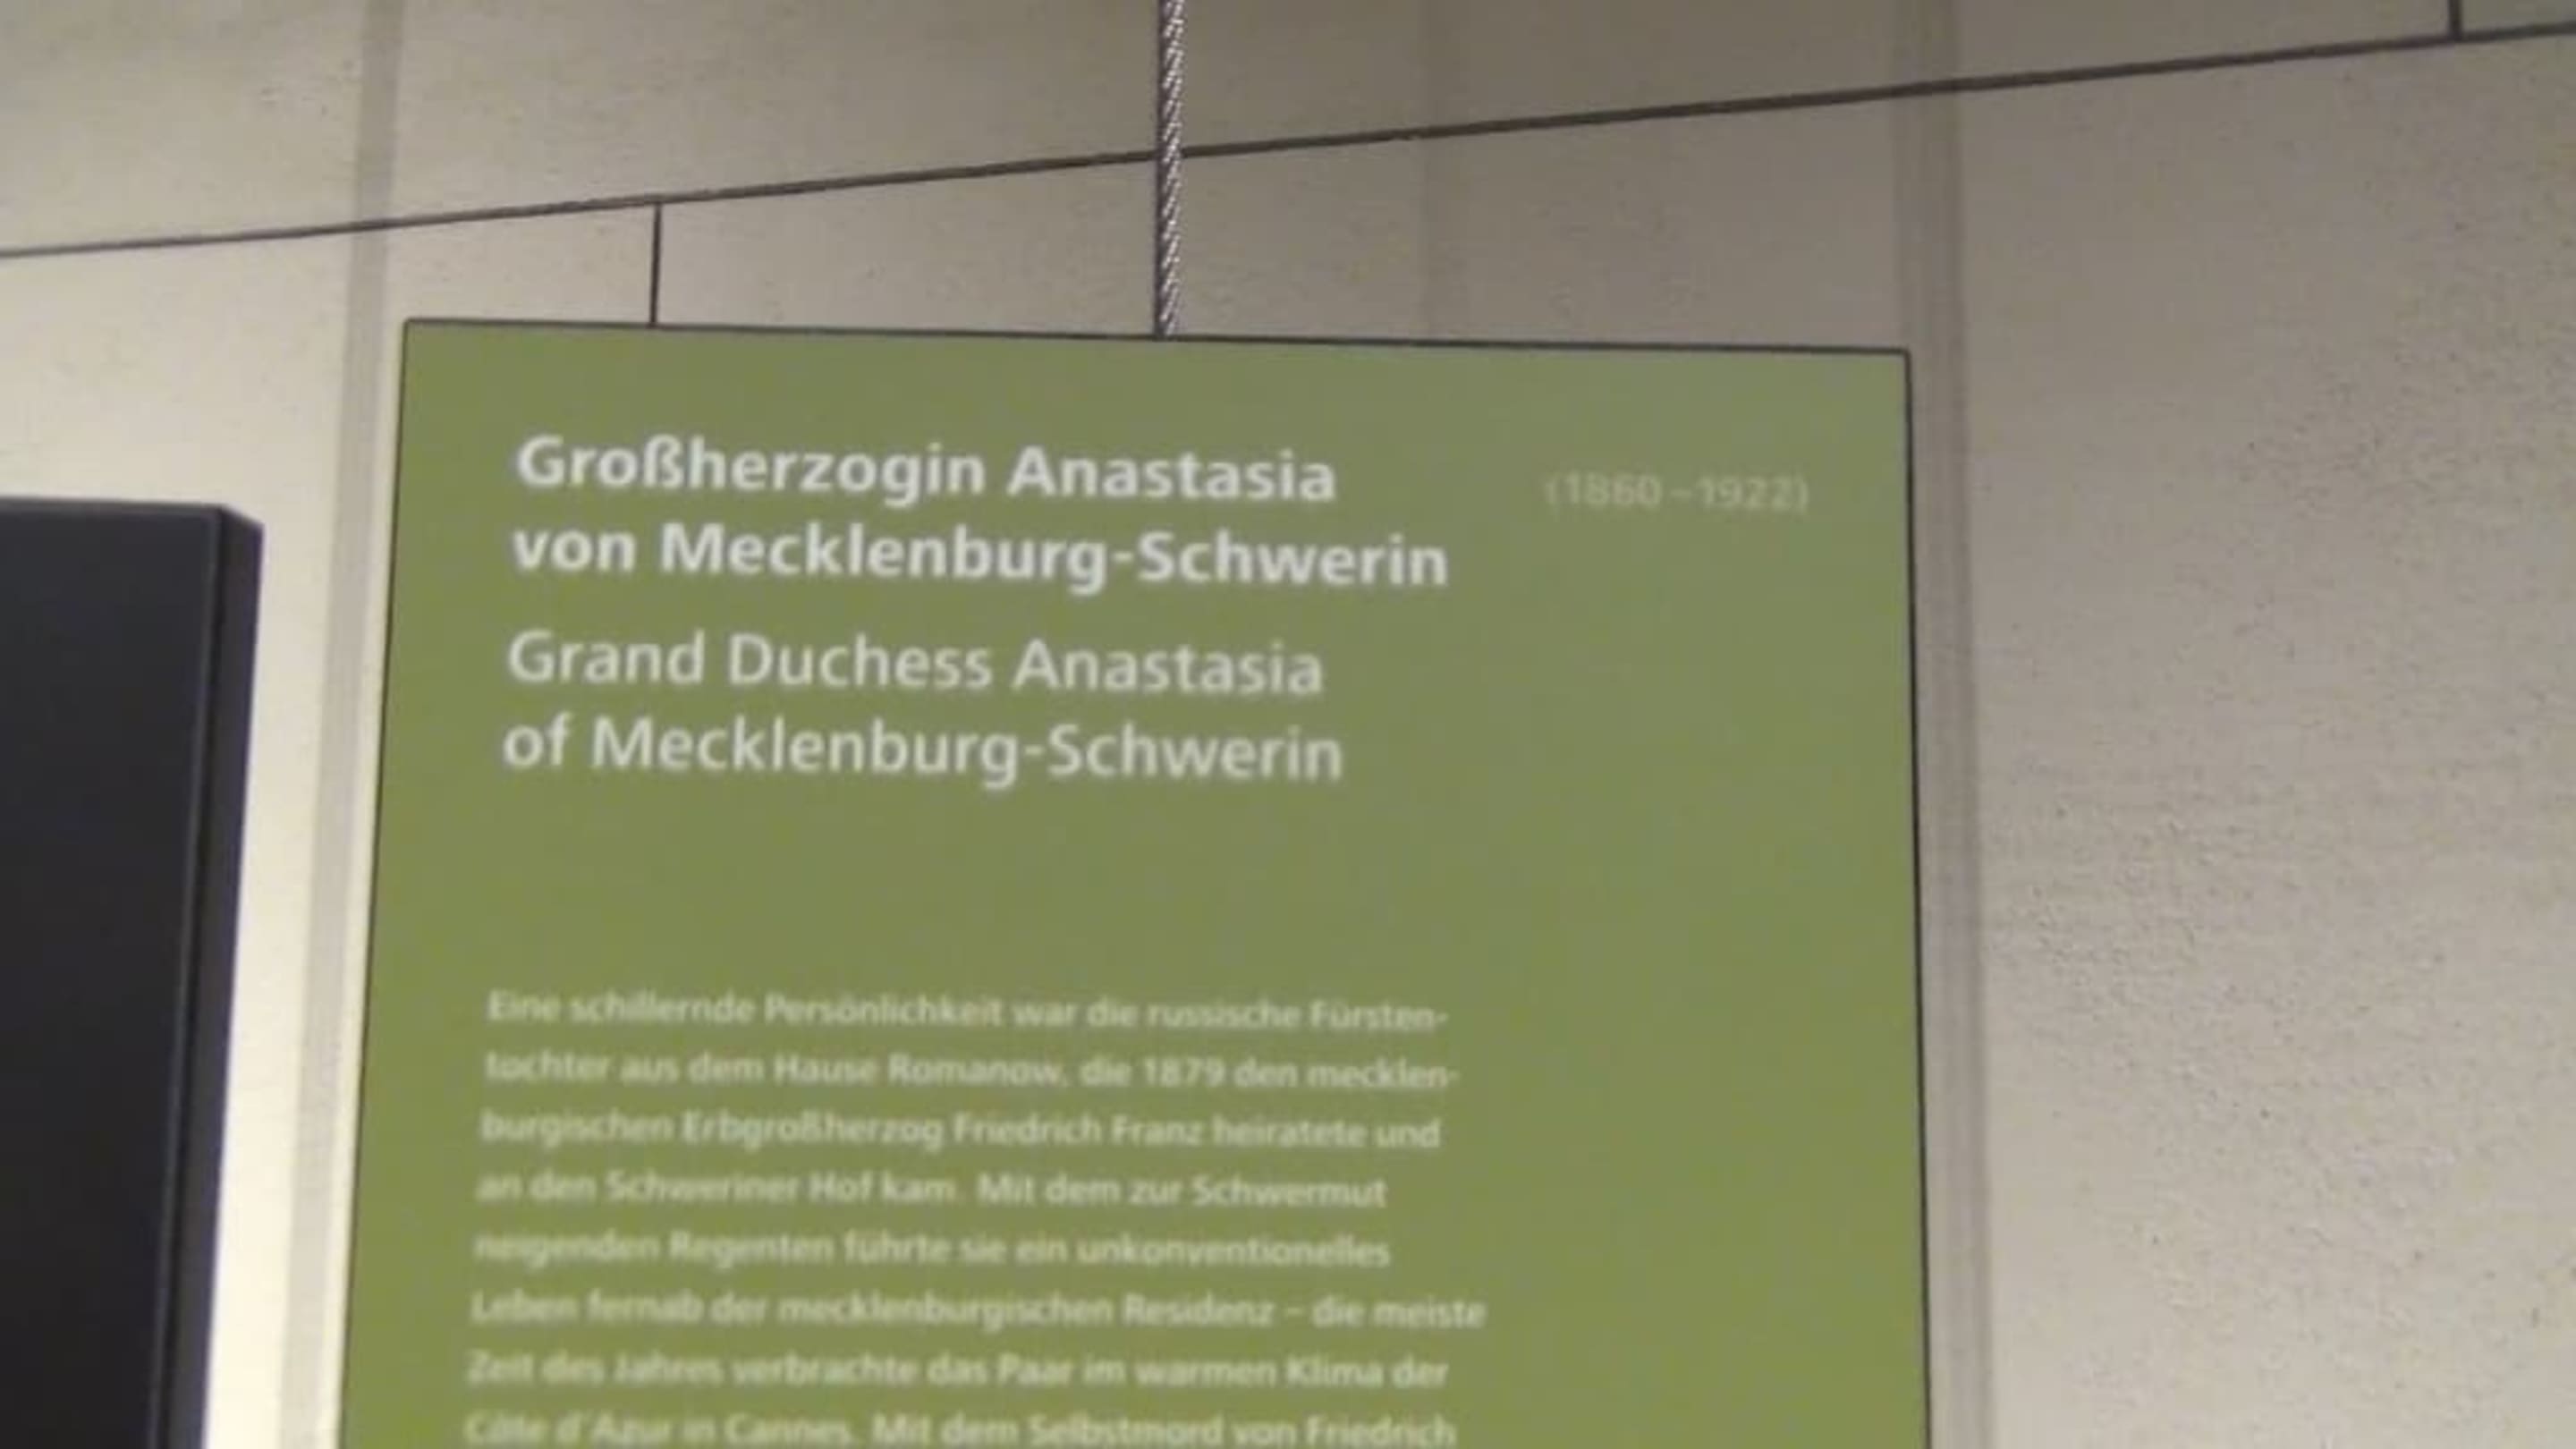 Großherzogin Anastasia
von Mecklenburg-Schwerin
(1860–1922)
Grand Duchess Anastasia
of Mecklenburg-Schwerin
Eine schillernde Persönlichkeit war die russische Fürsten-
tochter aus dem Hause Romanow, die 1879 den mecklen-
burgischen Erbgroßherzog Friedrich Franz heiratete und
an den Schweriner Hof kam. Mit dem zur Schwermut
neigenden Regenten führte sie ein unkonventionelles
Leben fernab der mecklenburgischen Residenz – die meiste
Zeit des Jahres verbrachte das Paar im warmen Klima der
Côte d'Azur in Cannes. Mit dem Selbstmord von Friedrich